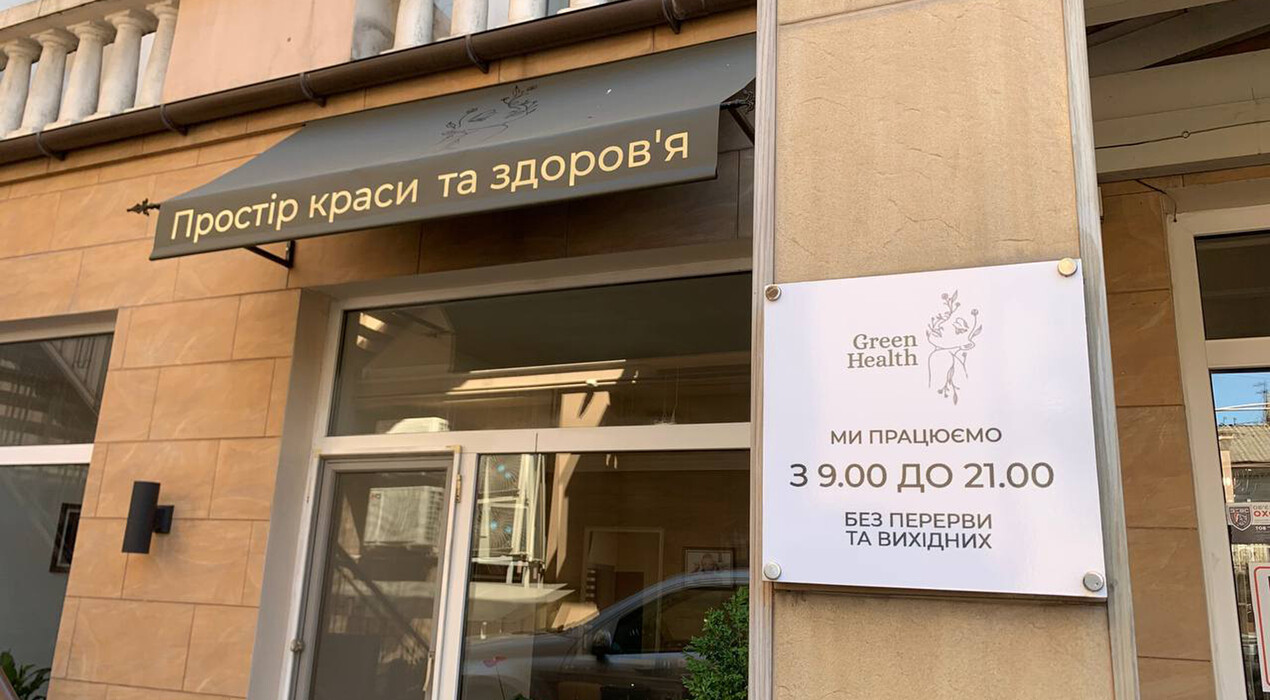 Простір краси та здоров'я
Green
Health
МИ ПРАЦЮЄМО
З 9.00 ДО 21.00
БЕЗ ПЕРЕРВИ
ТА ВИХІДНИХ